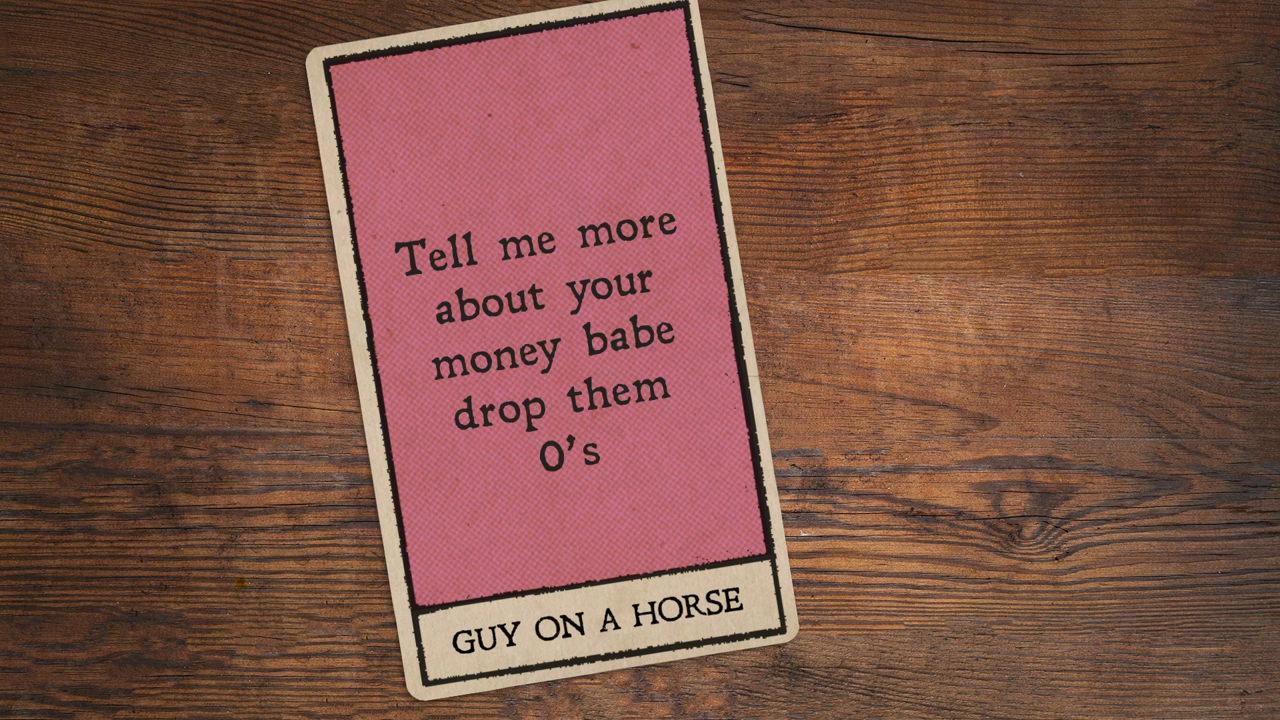 Tell me more
about your
money babe
drop them
0's
GUY ON A HORSE